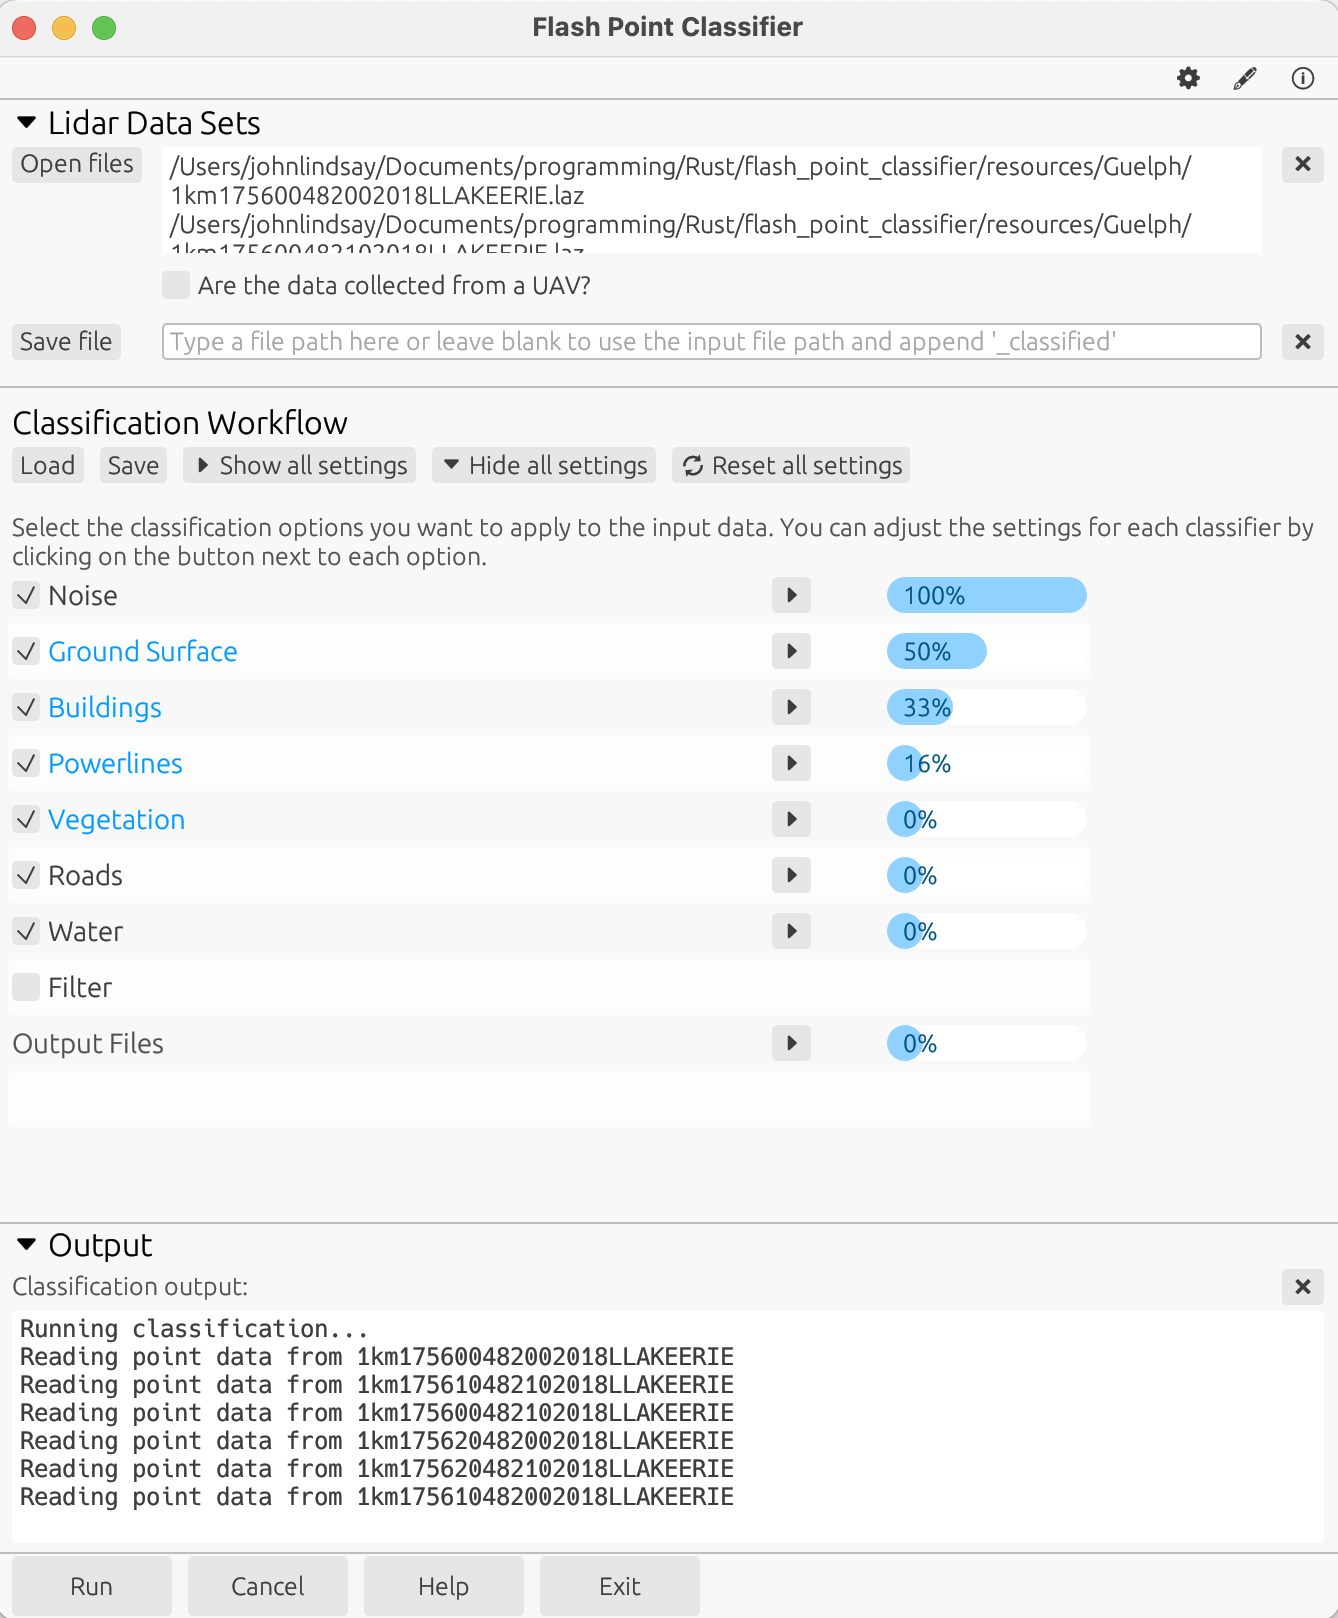 Flash Point Classifier
Lidar Data Sets
Open files
/Users/johnlindsay/Documents/programming/Rust/flash_point_classifier/resources/Guelph/
1km175600482002018LLAKEERIE.laz
/Users/johnlindsay/Documents/programming/Rust/flash_point_classifier/resources/Guelph/
1km175600482102018LLAKEERIE.laz
Are the data collected from a UAV?
Save file
Type a file path here or leave blank to use the input file path and append '_classified'
Classification Workflow
Load Save Show all settings Hide all settings Reset all settings
Select the classification options you want to apply to the input data. You can adjust the settings for each classifier by
clicking on the button next to each option.
Noise 100%
Ground Surface 50%
Buildings 33%
Powerlines 16%
Vegetation 0%
Roads 0%
Water 0%
Filter
Output Files 0%
Output
Classification output:
Running classification...
Reading point data from 1km175600482002018LLAKEERIE
Reading point data from 1km175610482102018LLAKEERIE
Reading point data from 1km175600482102018LLAKEERIE
Reading point data from 1km175620482002018LLAKEERIE
Reading point data from 1km175620482102018LLAKEERIE
Reading point data from 1km175610482002018LLAKEERIE
Run Cancel Help Exit